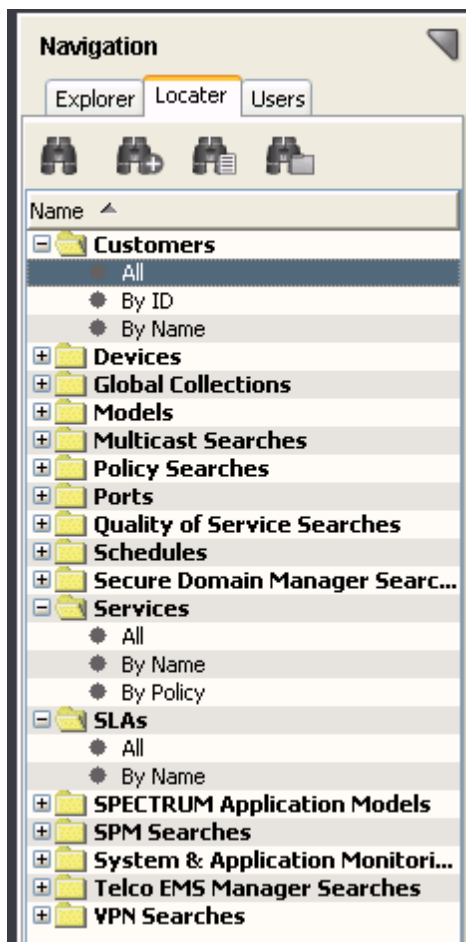 Navigation
Explorer Locater Users
Name
Customers
All
By ID
By Name
Devices
Global Collections
Models
Multicast Searches
Policy Searches
Ports
Quality of Service Searches
Schedules
Secure Domain Manager Searc...
Services
All
By Name
By Policy
SLAs
All
By Name
SPECTRUM Application Models
SPM Searches
System & Application Monitori...
Telco EMS Manager Searches
VPN Searches